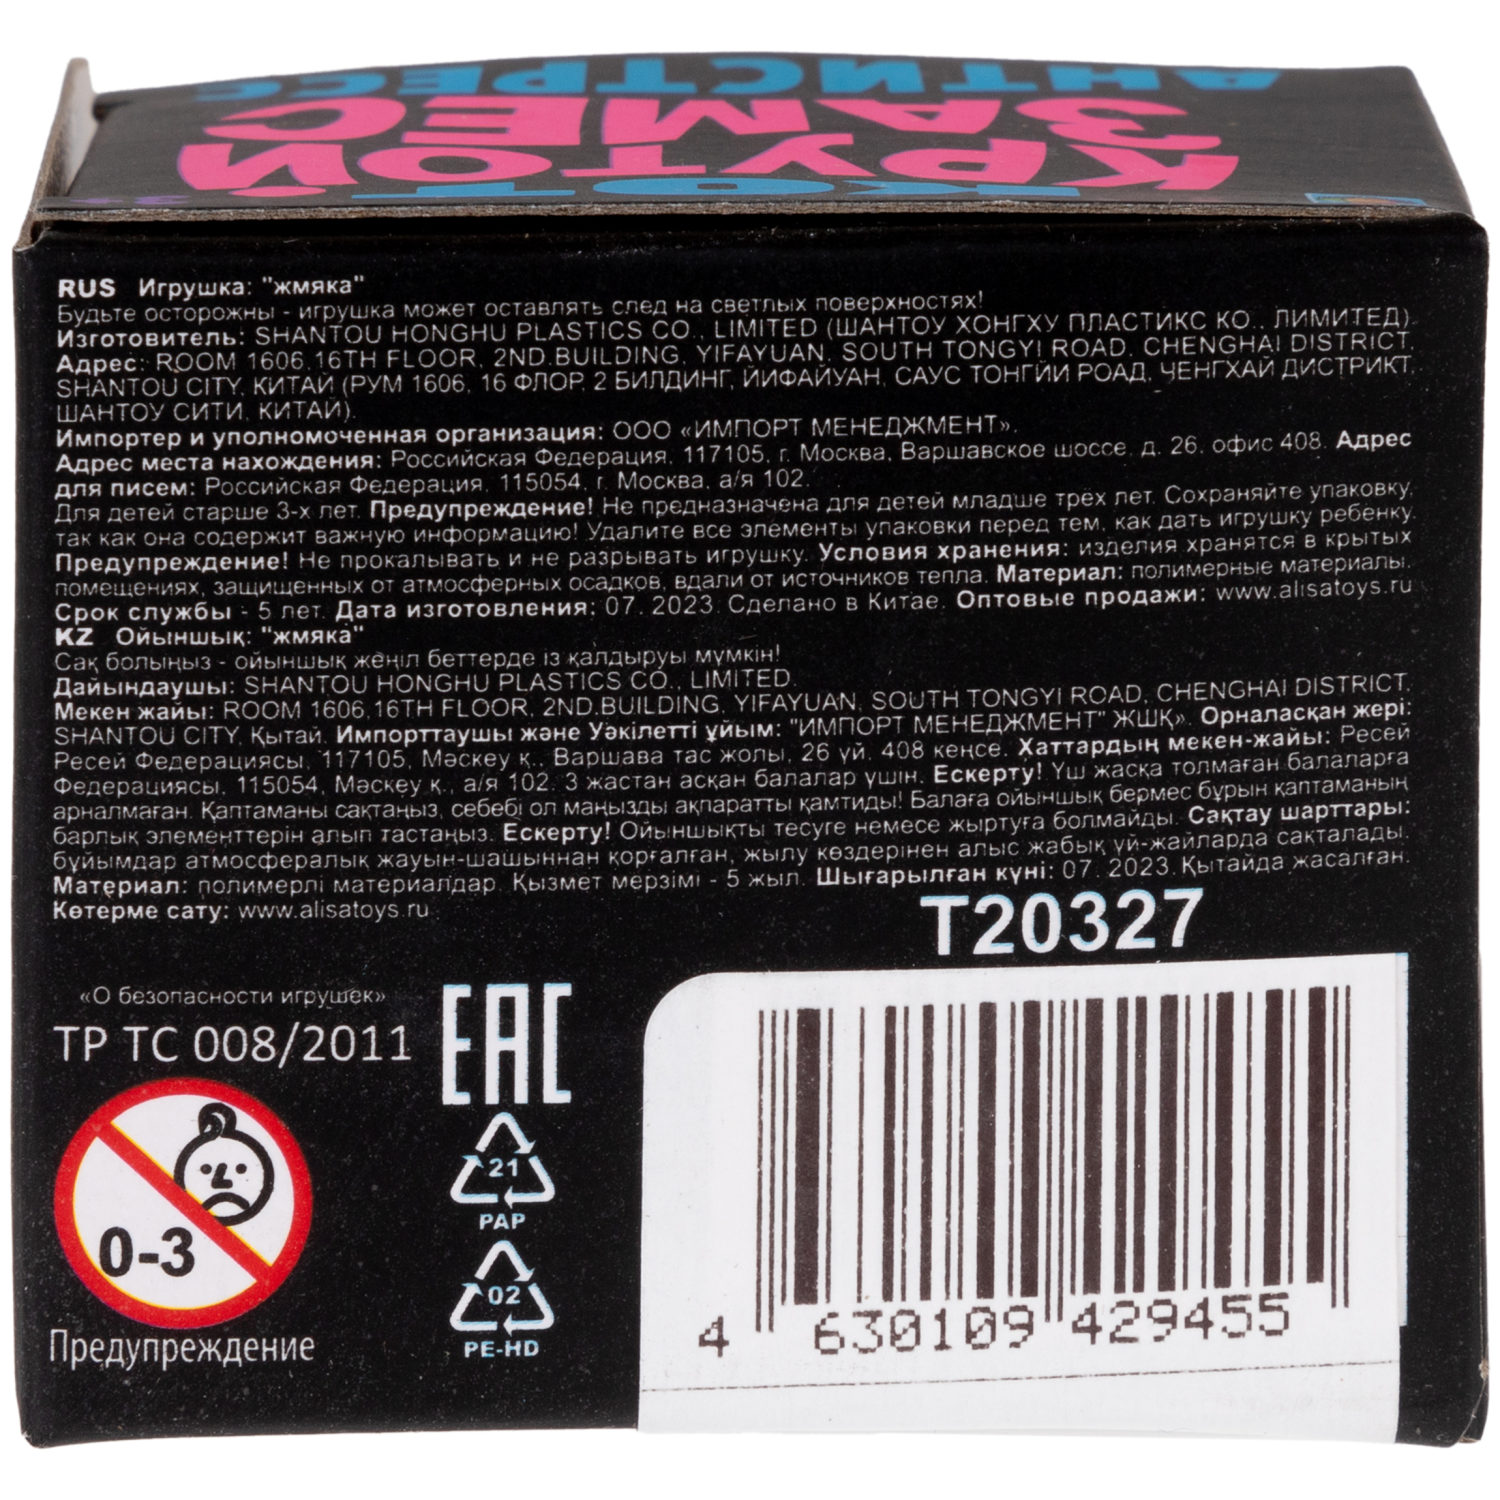 АНТИСТРЕСС
ЗАМЕС
КРУТОЙ
RUS Игрушка: "жмяка"
Будьте осторожны - игрушка может оставлять след на светлых поверхностях!
Изготовитель: SHANTOU HONGHU PLASTICS CO., LIMITED (ШАНТОУ ХОНГХУ ПЛАСТИКС КО., ЛИМИТЕД).
Адрес: ROOM 1606,16TH FLOOR, 2ND.BUILDING, YIFAYUAN, SOUTH TONGYI ROAD, CHENGHAI DISTRICT,
SHANTOU CITY, КИТАЙ (РУМ 1606, 16 ФЛОР, 2 БИЛДИНГ, ЙИФАЙУАН, САУС ТОНГЙИ РОАД, ЧЕНГХАЙ ДИСТРИКТ,
ШАНТОУ СИТИ, КИТАЙ).
Импортер и уполномоченная организация: ООО «ИМПОРТ МЕНЕДЖМЕНТ».
Адрес места нахождения: Российская Федерация, 117105, г. Москва, Варшавское шоссе, д. 26, офис 408. Адрес
для писем: Российская Федерация, 115054, г. Москва, а/я 102.
Для детей старше 3-х лет. Предупреждение! Не предназначена для детей младше трёх лет. Сохраняйте упаковку,
так как она содержит важную информацию! Удалите все элементы упаковки перед тем, как дать игрушку ребенку.
Предупреждение! Не прокалывать и не разрывать игрушку. Условия хранения: изделия хранятся в крытых
помещениях, защищенных от атмосферных осадков, вдали от источников тепла. Материал: полимерные материалы.
Срок службы - 5 лет. Дата изготовления: 07. 2023. Сделано в Китае. Оптовые продажи: www.alisatoys.ru
KZ Ойыншық: "жмяка"
Сақ болыңыз - ойыншық жеңіл беттерде із қалдыруы мүмкін!
Дайындаушы: SHANTOU HONGHU PLASTICS CO., LIMITED.
Мекен жайы: ROOM 1606,16TH FLOOR, 2ND.BUILDING, YIFAYUAN, SOUTH TONGYI ROAD, CHENGHAI DISTRICT,
SHANTOU CITY, Қытай. Импорттаушы және Уәкілетті ұйым: "ИМПОРТ МЕНЕДЖМЕНТ" ЖШҚ». Орналасқан жері:
Ресей Федерациясы, 117105, Мәскеу қ., Варшава тас жолы, 26 үй, 408 кеңсе. Хаттардың мекен-жайы: Ресей
Федерациясы, 115054, Мәскеу қ., а/я 102. 3 жастан асқан балалар үшін. Ескерту! Үш жасқа толмаған балаларға
арналмаған. Қаптаманы сақтаңыз, себебі ол маңызды ақпаратты қамтиды! Балаға ойыншық бермес бұрын қаптаманың
барлық элементтерін алып тастаңыз. Ескерту! Ойыншықты тесуге немесе жыртуға болмайды. Сақтау шарттары:
бұйымдар атмосфералық жауын-шашыннан қорғалған, жылу көздерінен алыс жабық үй-жайларда сақталады.
Материал: полимерлі материалдар. Қызмет мерзімі - 5 жыл. Шығарылған күні: 07. 2023. Қытайда жасалған.
Көтерме сату: www.alisatoys.ru
T20327
«О безопасности игрушек»
ТР ТС 008/2011
EAC
0-3
Предупреждение
21
PAP
02
PE-HD
4 630109 429455